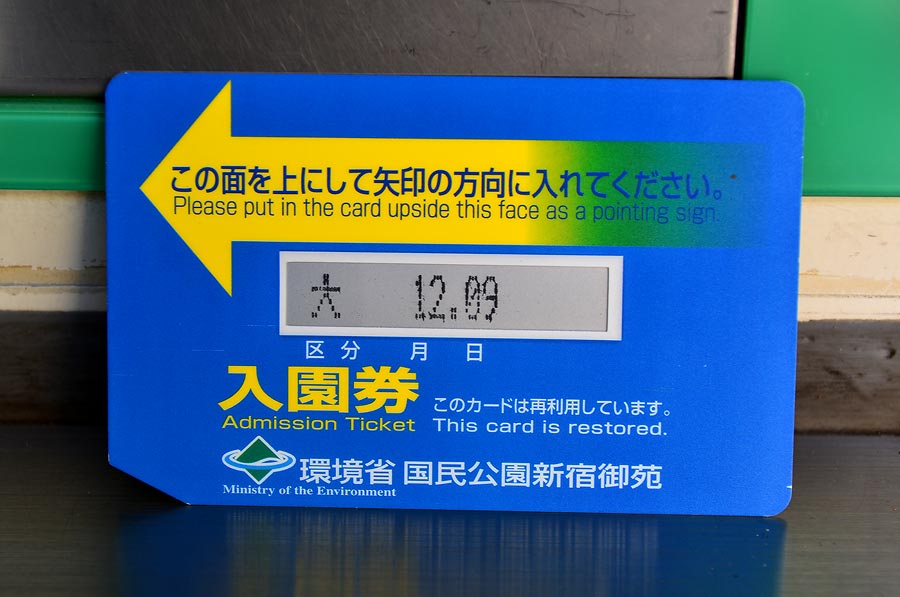 この面を上にして矢印の方向に入れてください。
Please put in the card upside this face as a pointing sign.
大 12.09
区分 月 日
入園券
Admission Ticket
このカードは再利用しています。
This card is restored.
環境省 国民公園新宿御苑
Ministry of the Environment